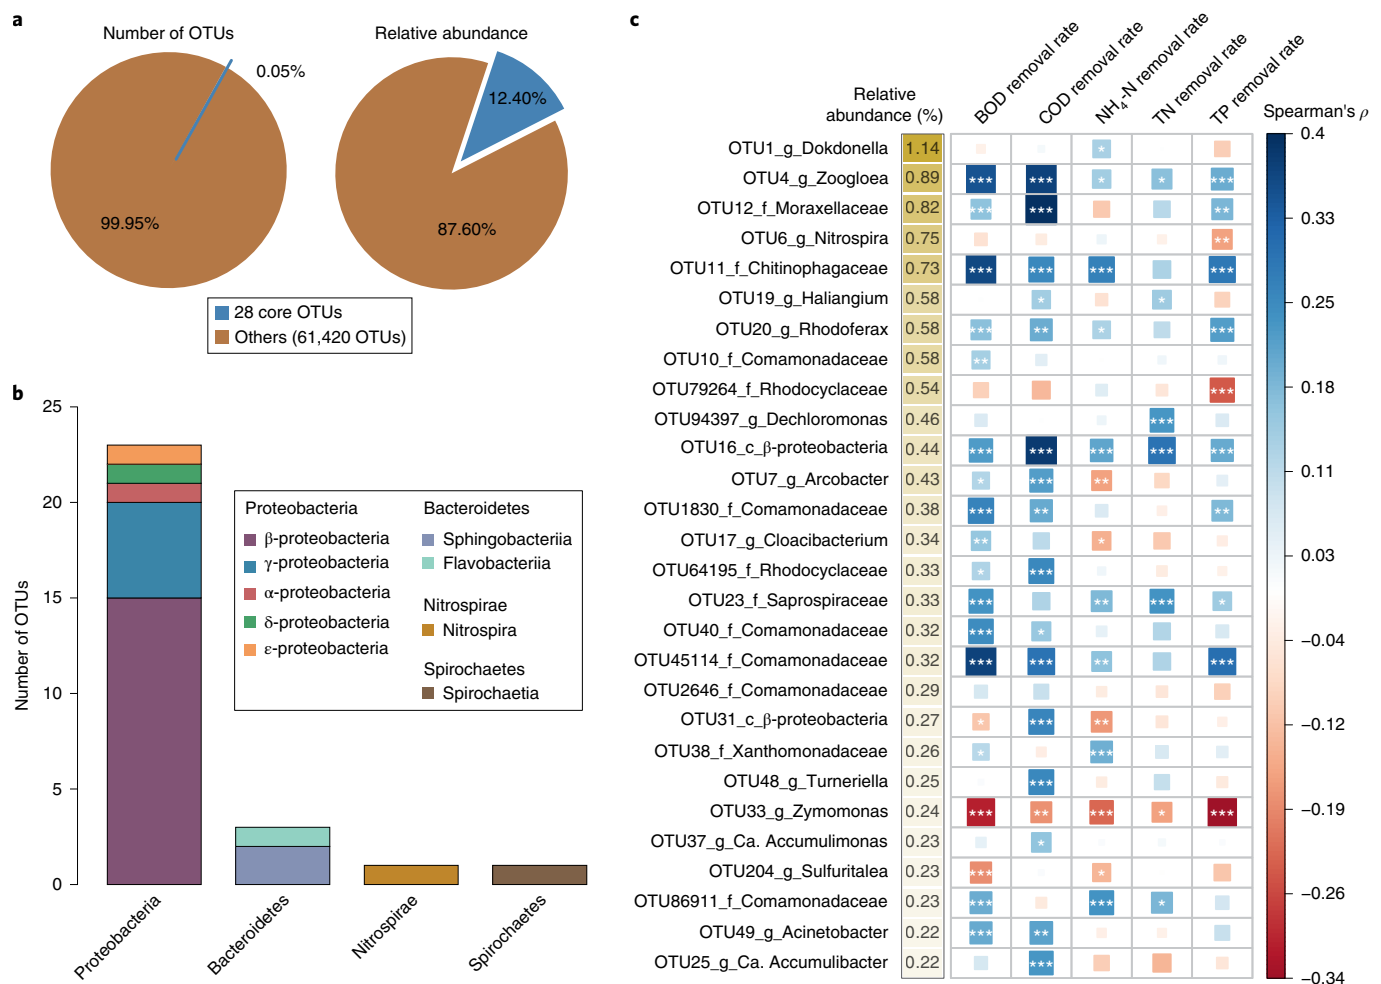 a
Number of OTUs
0.05%
99.95%
Relative abundance
12.40%
87.60%
28 core OTUs
Others (61,420 OTUs)
b
Number of OTUs
25
20
15
10
5
0
Proteobacteria
Bacteroidetes
Nitrospirae
Spirochaetes
Proteobacteria
β-proteobacteria
γ-proteobacteria
α-proteobacteria
δ-proteobacteria
ε-proteobacteria
Bacteroidetes
Sphingobacteriia
Flavobacteriia
Nitrospirae
Nitrospira
Spirochaetes
Spirochaetia
c
Relative
abundance (%)
BOD removal rate
COD removal rate
NH4-N removal rate
TN removal rate
TP removal rate
Spearman's ρ
OTU1_g_Dokdonella 1.14 *
OTU4_g_Zoogloea 0.89 *** *** * * ***
OTU12_f_Moraxellaceae 0.82 *** *** **
OTU6_g_Nitrospira 0.75 **
OTU11_f_Chitinophagaceae 0.73 *** *** *** ***
OTU19_g_Haliangium 0.58 * *
OTU20_g_Rhodoferax 0.58 *** ** * ***
OTU10_f_Comamonadaceae 0.58 **
OTU79264_f_Rhodocyclaceae 0.54 ***
OTU94397_g_Dechloromonas 0.46 ***
OTU16_c_β-proteobacteria 0.44 *** *** *** *** ***
OTU7_g_Arcobacter 0.43 * *** **
OTU1830_f_Comamonadaceae 0.38 *** ** **
OTU17_g_Cloacibacterium 0.34 ** *
OTU64195_f_Rhodocyclaceae 0.33 * ***
OTU23_f_Saprospiraceae 0.33 *** ** *** *
OTU40_f_Comamonadaceae 0.32 *** *
OTU45114_f_Comamonadaceae 0.32 *** *** ** ***
OTU2646_f_Comamonadaceae 0.29
OTU31_c_β-proteobacteria 0.27 * *** **
OTU38_f_Xanthomonadaceae 0.26 * ***
OTU48_g_Turneriella 0.25 ***
OTU33_g_Zymomonas 0.24 *** ** *** * ***
OTU37_g_Ca. Accumulimonas 0.23 *
OTU204_g_Sulfuritalea 0.23 *** *
OTU86911_f_Comamonadaceae 0.23 *** *** *
OTU49_g_Acinetobacter 0.22 *** **
OTU25_g_Ca. Accumulibacter 0.22 ***
0.4
0.33
0.25
0.18
0.11
0.03
−0.04
−0.12
−0.19
−0.26
−0.34